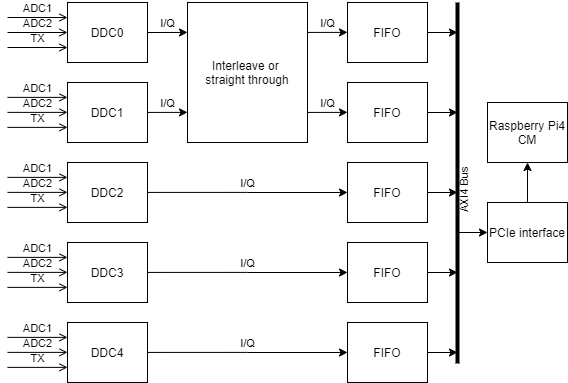 ADC1
ADC2
TX
DDC0
I/Q
Interleave or
straight through
I/Q
FIFO
ADC1
ADC2
TX
DDC1
I/Q
I/Q
FIFO
Raspberry Pi4
CM
ADC1
ADC2
TX
DDC2
I/Q
FIFO
AXI4 Bus
PCIe interface
ADC1
ADC2
TX
DDC3
I/Q
FIFO
ADC1
ADC2
TX
DDC4
I/Q
FIFO